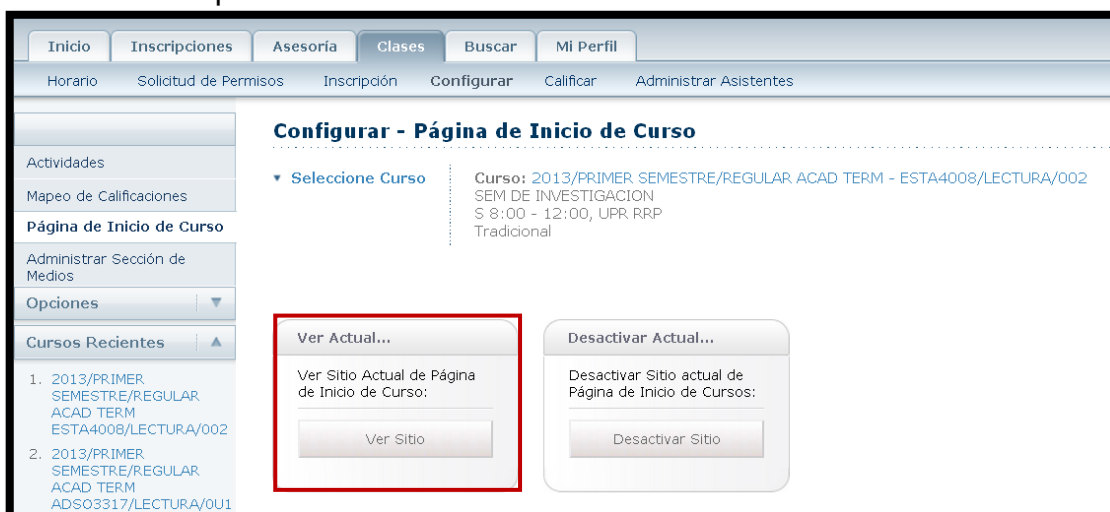 Inicio Inscripciones Asesoría Clases Buscar Mi Perfil
Horario Solicitud de Permisos Inscripción Configurar Calificar Administrar Asistentes
Actividades
Mapeo de Calificaciones
Página de Inicio de Curso
Administrar Sección de
Medios
Opciones
Cursos Recientes
1. 2013/PRIMER
SEMESTRE/REGULAR
ACAD TERM
ESTA4008/LECTURA/002
2. 2013/PRIMER
SEMESTRE/REGULAR
ACAD TERM
ADSO3317/LECTURA/0U1
Configurar - Página de Inicio de Curso
Seleccione Curso
Curso: 2013/PRIMER SEMESTRE/REGULAR ACAD TERM - ESTA4008/LECTURA/002
SEM DE INVESTIGACION
S 8:00 - 12:00, UPR RRP
Tradicional
Ver Actual...
Ver Sitio Actual de Página
de Inicio de Curso:
Ver Sitio
Desactivar Actual...
Desactivar Sitio actual de
Página de Inicio de Cursos:
Desactivar Sitio